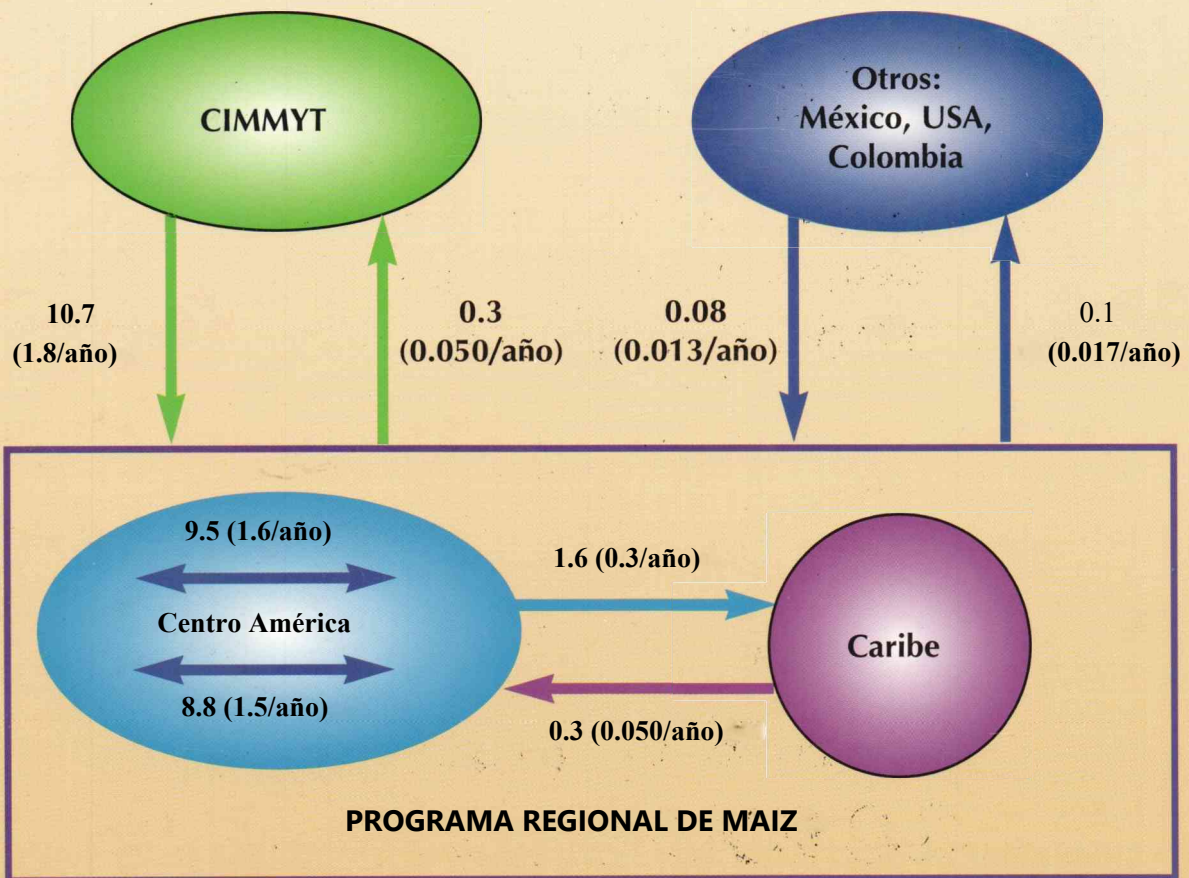 CIMMYT
Otros:
México, USA,
Colombia
10.7
(1.8/año)
0.3
(0.050/año)
0.08
(0.013/año)
0.1
(0.017/año)
9.5 (1.6/año)
Centro América
8.8 (1.5/año)
1.6 (0.3/año)
0.3 (0.050/año)
Caribe
PROGRAMA REGIONAL DE MAIZ